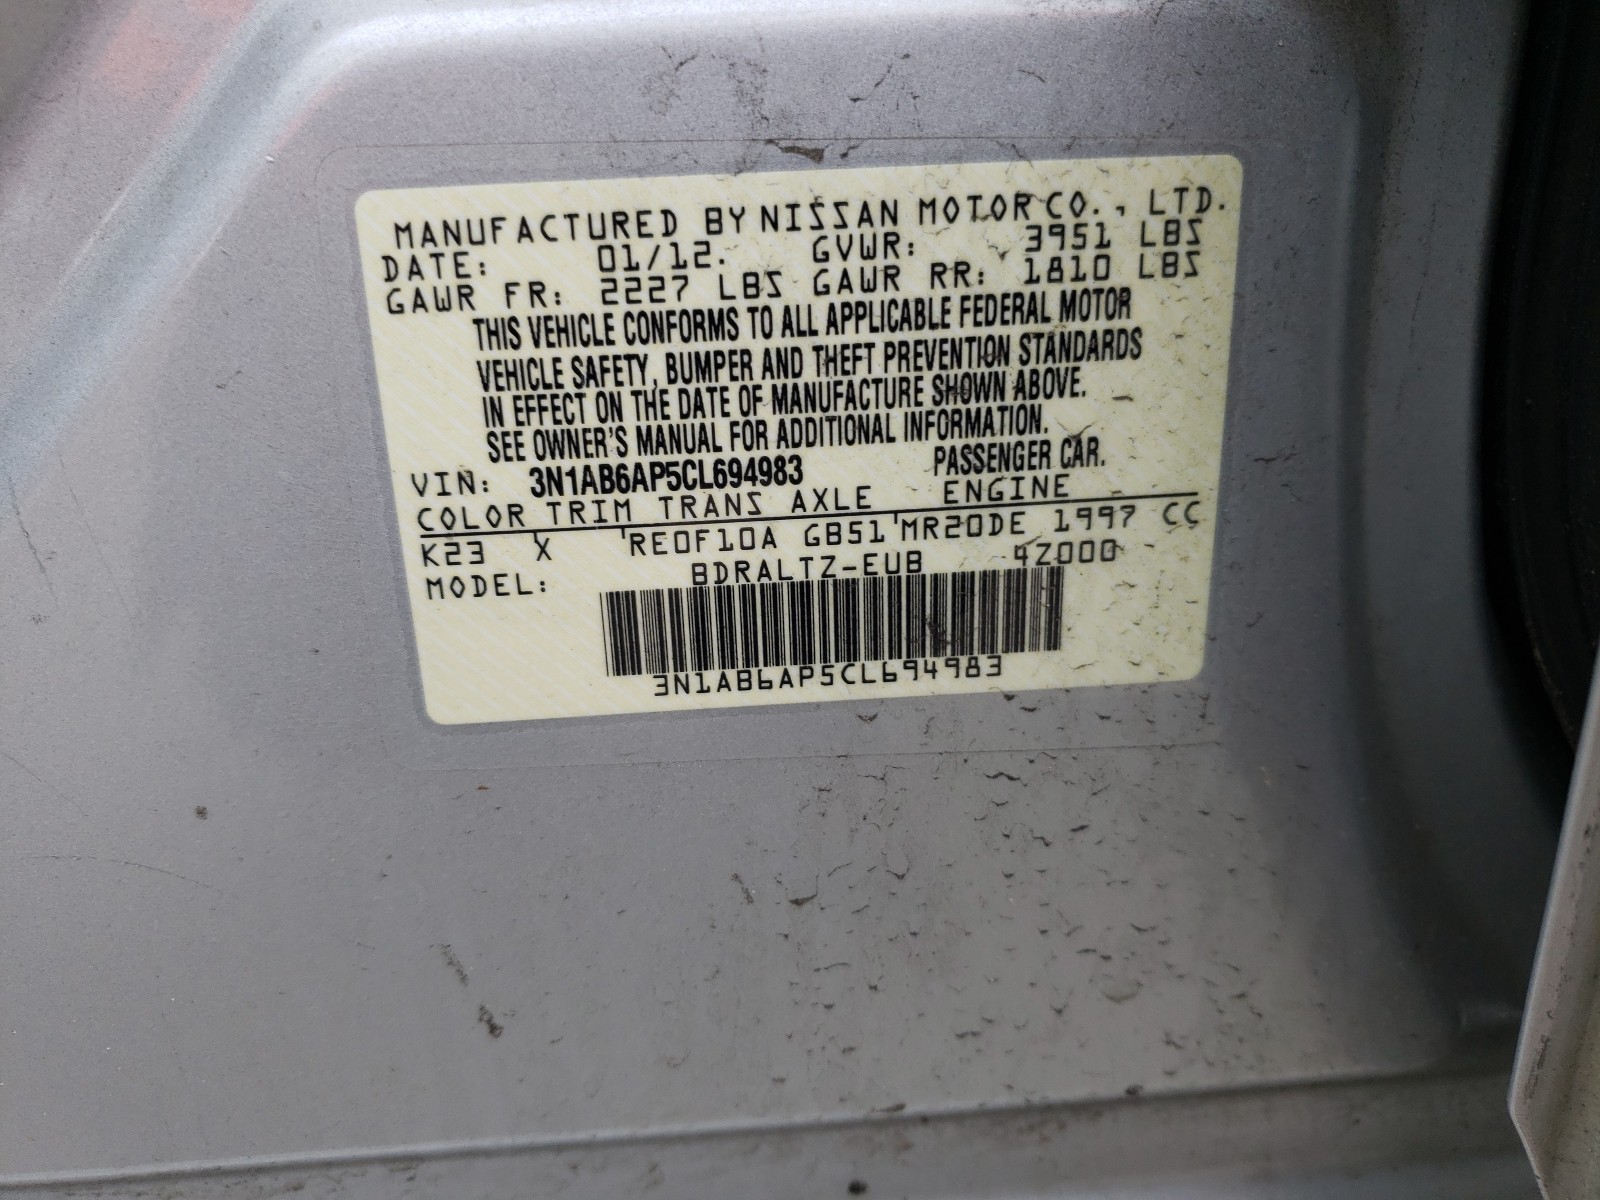 MANUFACTURED BY NISSAN MOTOR CO., LTD.
DATE: 01/12. GVWR: 3951 LBS
GAWR FR: 2227 LBS GAWR RR: 1810 LBS
THIS VEHICLE CONFORMS TO ALL APPLICABLE FEDERAL MOTOR
VEHICLE SAFETY, BUMPER AND THEFT PREVENTION STANDARDS
IN EFFECT ON THE DATE OF MANUFACTURE SHOWN ABOVE.
SEE OWNER'S MANUAL FOR ADDITIONAL INFORMATION.
VIN: 3N1AB6AP5CL694983 PASSENGER CAR.
COLOR TRIM TRANS AXLE ENGINE
K23 X RE0F10A GB51 MR20DE 1997 CC
MODEL: BDRALTZ-EUB 4Z000
3N1AB6AP5CL694983